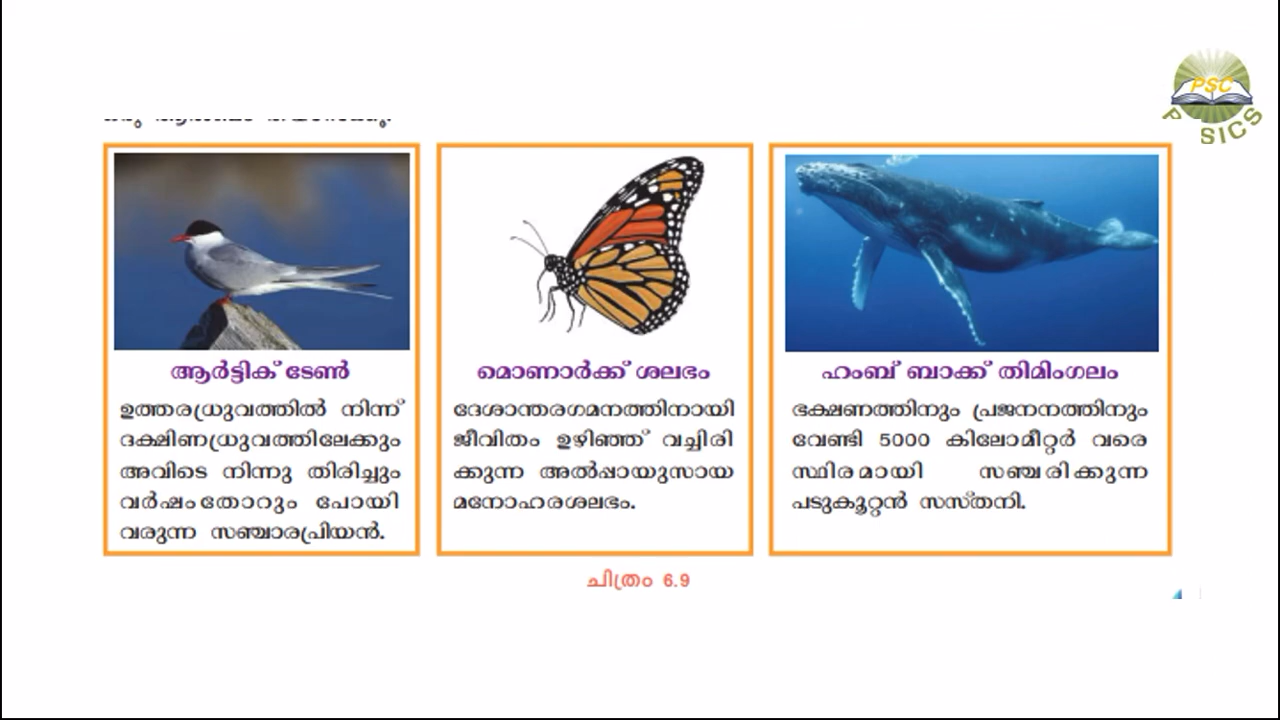 PSC
SICS
ആർട്ടിക് ടേൺ
ഉത്തരധ്രുവത്തിൽ നിന്ന്
ദക്ഷിണധ്രുവത്തിലേക്കും
അവിടെ നിന്നു തിരിച്ചും
വർഷംതോറും പോയി
വരുന്ന സഞ്ചാരപ്രിയൻ.
മൊണാർക്ക് ശലഭം
ദേശാന്തരഗമനത്തിനായി
ജീവിതം ഉഴിഞ്ഞ് വച്ചിരി
ക്കുന്ന അൽപ്പായുസായ
മനോഹരശലഭം.
ഹംബ് ബാക്ക് തിമിംഗലം
ഭക്ഷണത്തിനും പ്രജനനത്തിനും
വേണ്ടി 5000 കിലോമീറ്റർ വരെ
സ്ഥിരമായി സഞ്ചരിക്കുന്ന
പടുകൂറ്റൻ സസ്തനി.
ചിത്രം 6.9